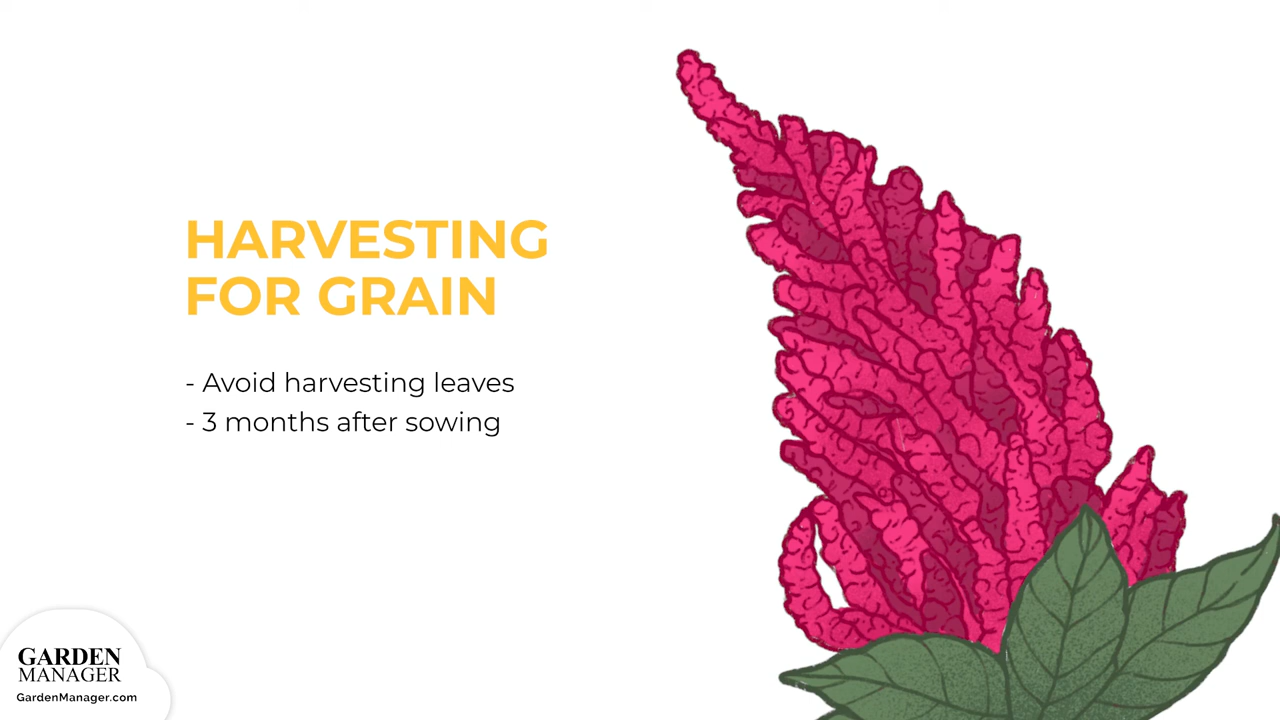 HARVESTING
FOR GRAIN
- Avoid harvesting leaves
- 3 months after sowing
GARDEN
MANAGER
GardenManager.com